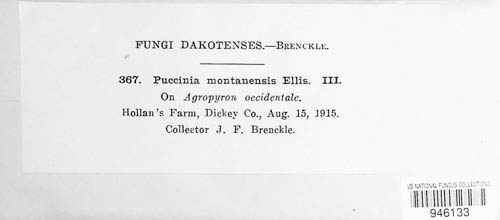 FUNGI DAKOTENSES.—BRENCKLE.
367. Puccinia montanensis Ellis. III.
On Agropyron occidentale.
Hollan's Farm, Dickey Co., Aug. 15, 1915.
Collector J. F. Brenckle.
US NATIONAL FUNGUS COLLECTIONS
946133